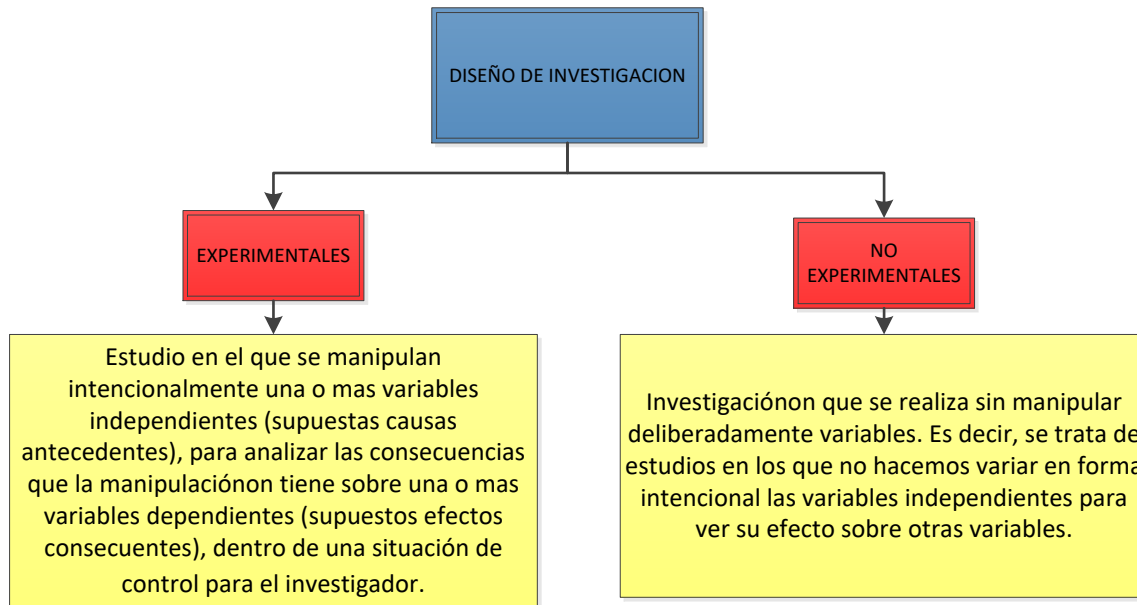 DISEÑO DE INVESTIGACION
EXPERIMENTALES
NO
EXPERIMENTALES
Estudio en el que se manipulan
intencionalmente una o mas variables
independientes (supuestas causas
antecedentes), para analizar las consecuencias
que la manipulaciónon tiene sobre una o mas
variables dependientes (supuestos efectos
consecuentes), dentro de una situación de
control para el investigador.
Investigaciónon que se realiza sin manipular
deliberadamente variables. Es decir, se trata de
estudios en los que no hacemos variar en forma
intencional las variables independientes para
ver su efecto sobre otras variables.